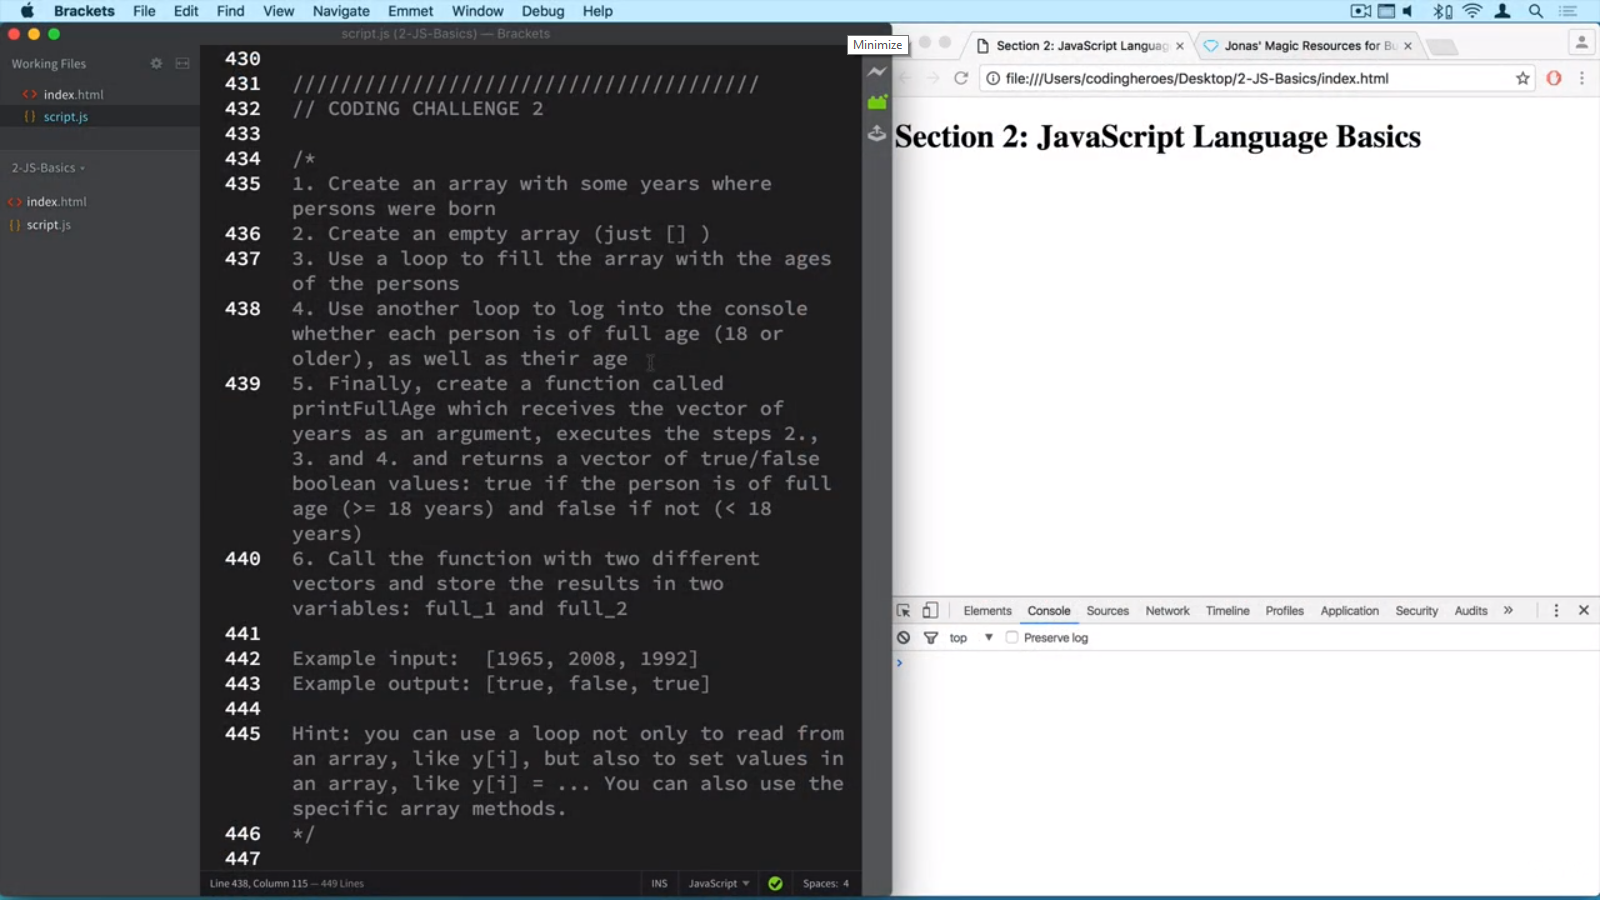 Brackets File Edit Find View Navigate Emmet Window Debug Help
script.js (2-JS-Basics) — Brackets
Minimize
Working Files
index.html
script.js
2-JS-Basics
index.html
script.js
430
431 ///////////////////////////////////////
432 // CODING CHALLENGE 2
433
434 /*
435 1. Create an array with some years where
persons were born
436 2. Create an empty array (just [] )
437 3. Use a loop to fill the array with the ages
of the persons
438 4. Use another loop to log into the console
whether each person is of full age (18 or
older), as well as their age
439 5. Finally, create a function called
printFullAge which receives the vector of
years as an argument, executes the steps 2.,
3. and 4. and returns a vector of true/false
boolean values: true if the person is of full
age (>= 18 years) and false if not (< 18
years)
440 6. Call the function with two different
vectors and store the results in two
variables: full_1 and full_2
441
442 Example input:  [1965, 2008, 1992]
443 Example output: [true, false, true]
444
445 Hint: you can use a loop not only to read from
an array, like y[i], but also to set values in
an array, like y[i] = ... You can also use the
specific array methods.
446 */
447
Line 438, Column 115 — 449 Lines
INS JavaScript Spaces: 4
Section 2: JavaScript Langua
Jonas' Magic Resources for B
file:///Users/codingheroes/Desktop/2-JS-Basics/index.html
Section 2: JavaScript Language Basics
Elements Console Sources Network Timeline Profiles Application Security Audits »
top Preserve log